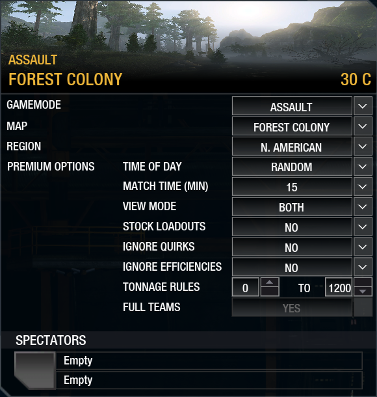 ASSAULT
FOREST COLONY 30 C
GAMEMODE ASSAULT
MAP FOREST COLONY
REGION N. AMERICAN
PREMIUM OPTIONS TIME OF DAY RANDOM
MATCH TIME (MIN) 15
VIEW MODE BOTH
STOCK LOADOUTS NO
IGNORE QUIRKS NO
IGNORE EFFICIENCIES NO
TONNAGE RULES 0 TO 1200
FULL TEAMS YES
SPECTATORS
Empty
Empty